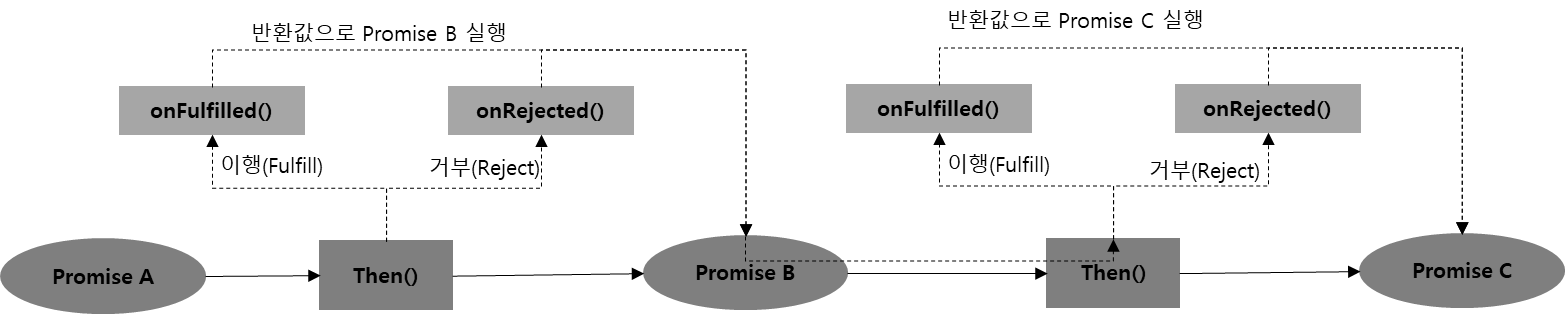 반환값으로 Promise B 실행
onFulfilled()
onRejected()
이행(Fulfill)
거부(Reject)
Promise A
Then()
Promise B
반환값으로 Promise C 실행
onFulfilled()
onRejected()
이행(Fulfill)
거부(Reject)
Then()
Promise C